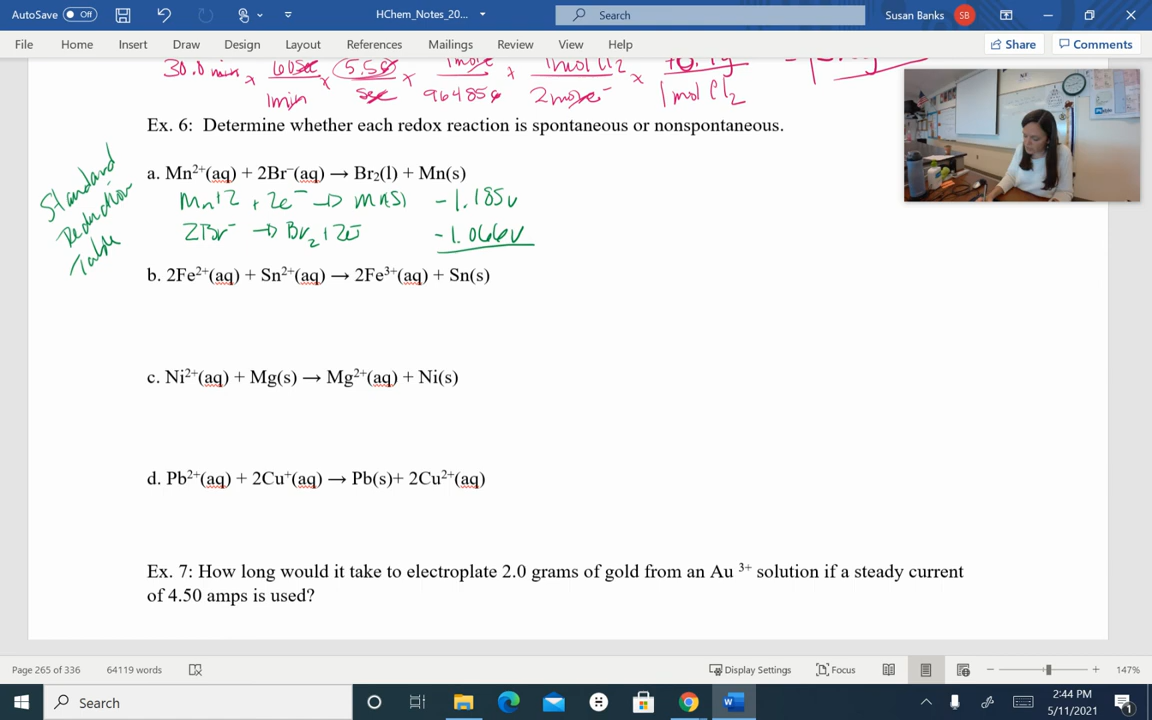 AutoSave Off HChem_Notes_20... Search Susan Banks SB
File Home Insert Draw Design Layout References Mailings Review View Help Share Comments
30.0 min x 60sec x 5.50 x 1mole x 1mol Cl2 x
1min sec 96485 2mole- 1mol Cl2
Ex. 6: Determine whether each redox reaction is spontaneous or nonspontaneous.
Standard
Reduction
Table
a. Mn²⁺(aq) + 2Br⁻(aq) → Br₂(l) + Mn(s)
Mn+2 + 2e⁻ → Mn(s) -1.185v
2Br⁻ → Br₂ + 2e⁻ -1.066v
b. 2Fe²⁺(aq) + Sn²⁺(aq) → 2Fe³⁺(aq) + Sn(s)
c. Ni²⁺(aq) + Mg(s) → Mg²⁺(aq) + Ni(s)
d. Pb²⁺(aq) + 2Cu⁺(aq) → Pb(s)+ 2Cu²⁺(aq)
Ex. 7: How long would it take to electroplate 2.0 grams of gold from an Au ³⁺ solution if a steady current
of 4.50 amps is used?
Page 265 of 336 64119 words Display Settings Focus 147%
Search 2:44 PM
5/11/2021 1